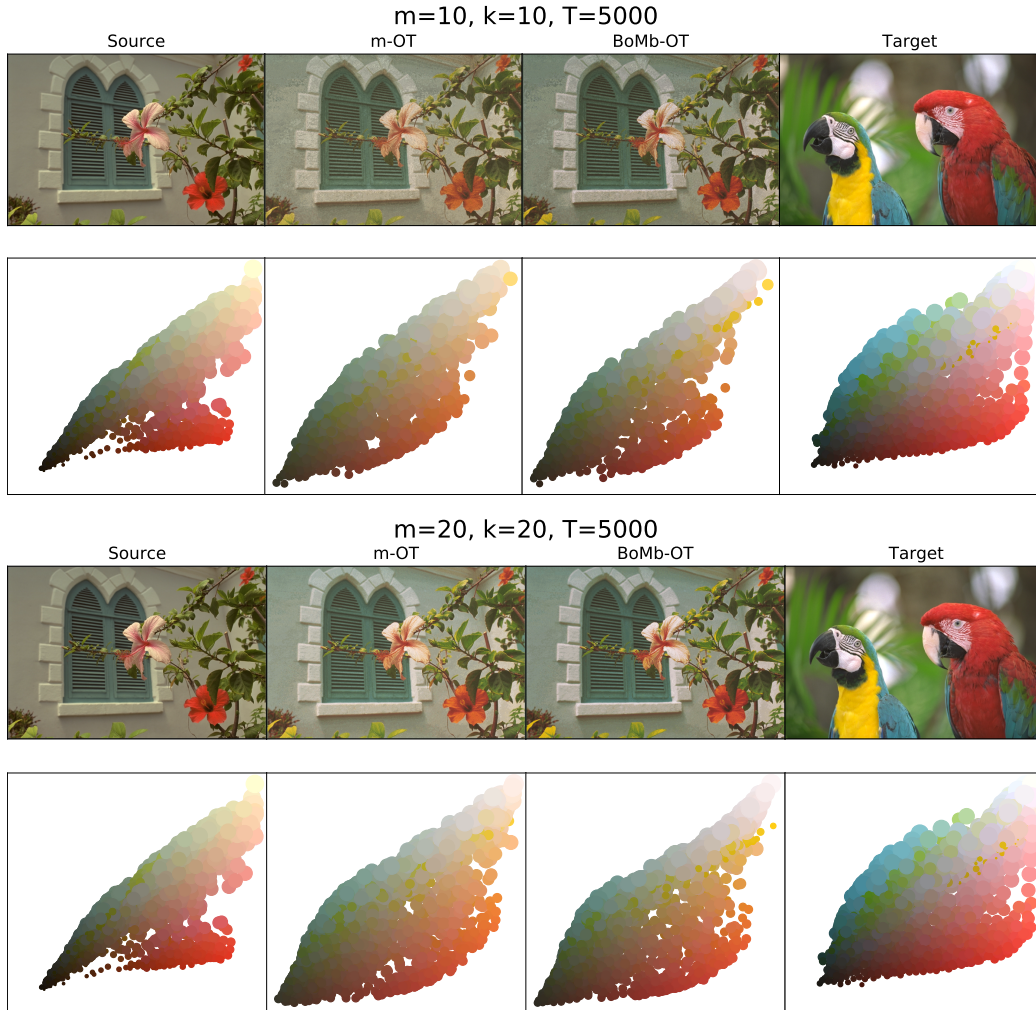 m=10, k=10, T=5000
Source m-OT BoMb-OT Target
m=20, k=20, T=5000
Source m-OT BoMb-OT Target